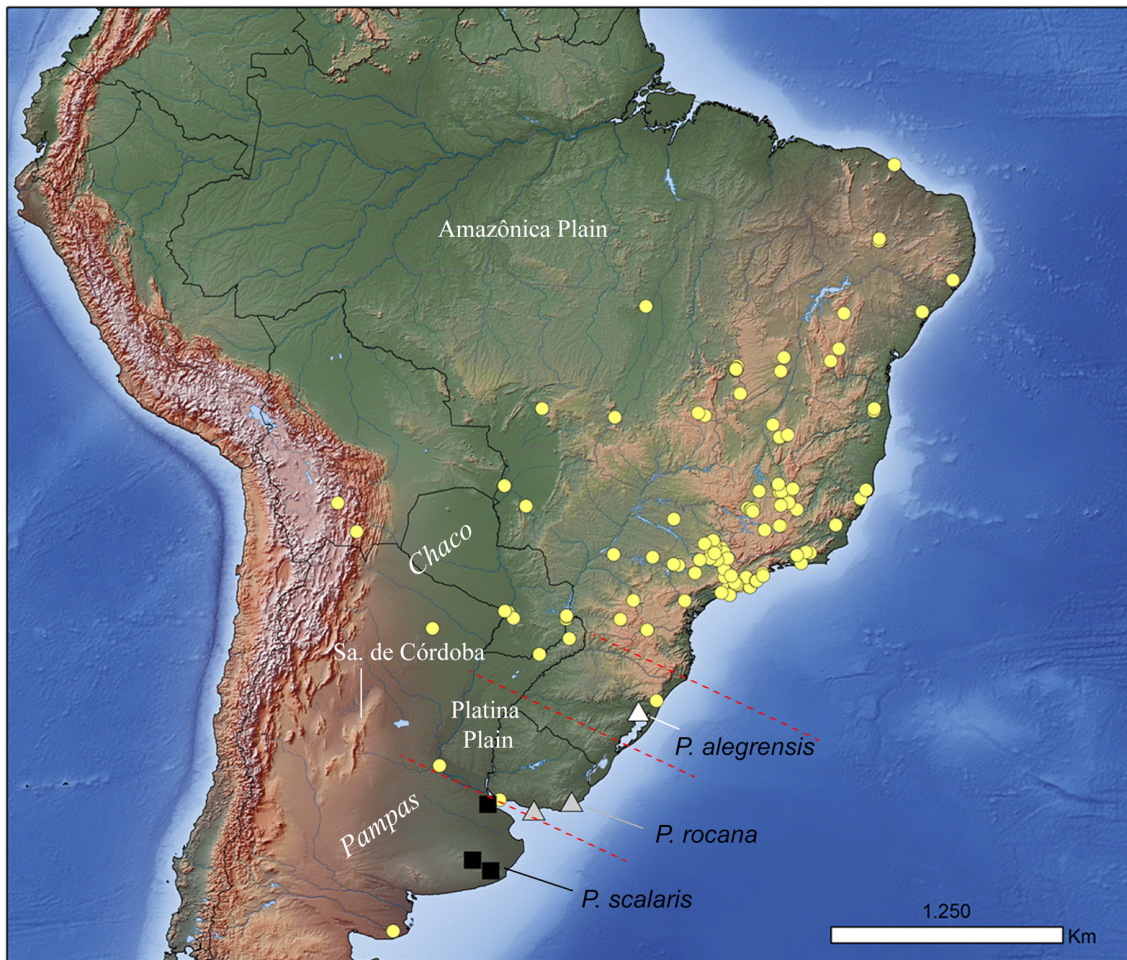 Amazônica Plain
Chaco
Sa. de Córdoba
Platina
Plain
P. alegrensis
Pampas
P. rocana
P. scalaris
1.250
Km